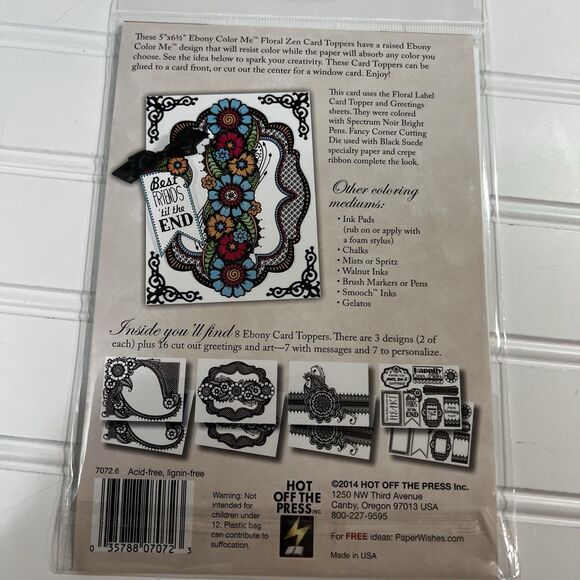 These 5"x6½" Ebony Color Me™ Floral Zen Card Toppers have a raised Ebony
Color Me™ design that will resist color while the paper will absorb any color you
choose. See the idea below to spark your creativity. These Card Toppers can be
glued to a card front, or cut out the center for a window card. Enjoy!
This card uses the Floral Label
Card Topper and Greetings
sheets. They were colored
with Spectrum Noir Bright
Pens. Fancy Corner Cutting
Die used with Black Suede
specialty paper and crepe
ribbon complete the look.
Best
FRIENDS
'til the
END
Other coloring
mediums:
• Ink Pads
(rub on or apply with
a foam stylus)
• Chalks
• Mists or Spritz
• Walnut Inks
• Brush Markers or Pens
• Smooch™ Inks
• Gelatos
Inside you'll find 8 Ebony Card Toppers. There are 3 designs (2 of
each) plus 16 cut out greetings and art—7 with messages and 7 to personalize.
happily
HEART
END
7072.6 Acid-free, lignin-free
0 35788 07072 3
Warning: Not
intended for
children under
12. Plastic bag
can contribute to
suffocation.
HOT
OFF THE
PRESS INC.
©2014 HOT OFF THE PRESS Inc.
1250 NW Third Avenue
Canby, Oregon 97013 USA
800-227-9595
For FREE ideas: PaperWishes.com
Made in USA